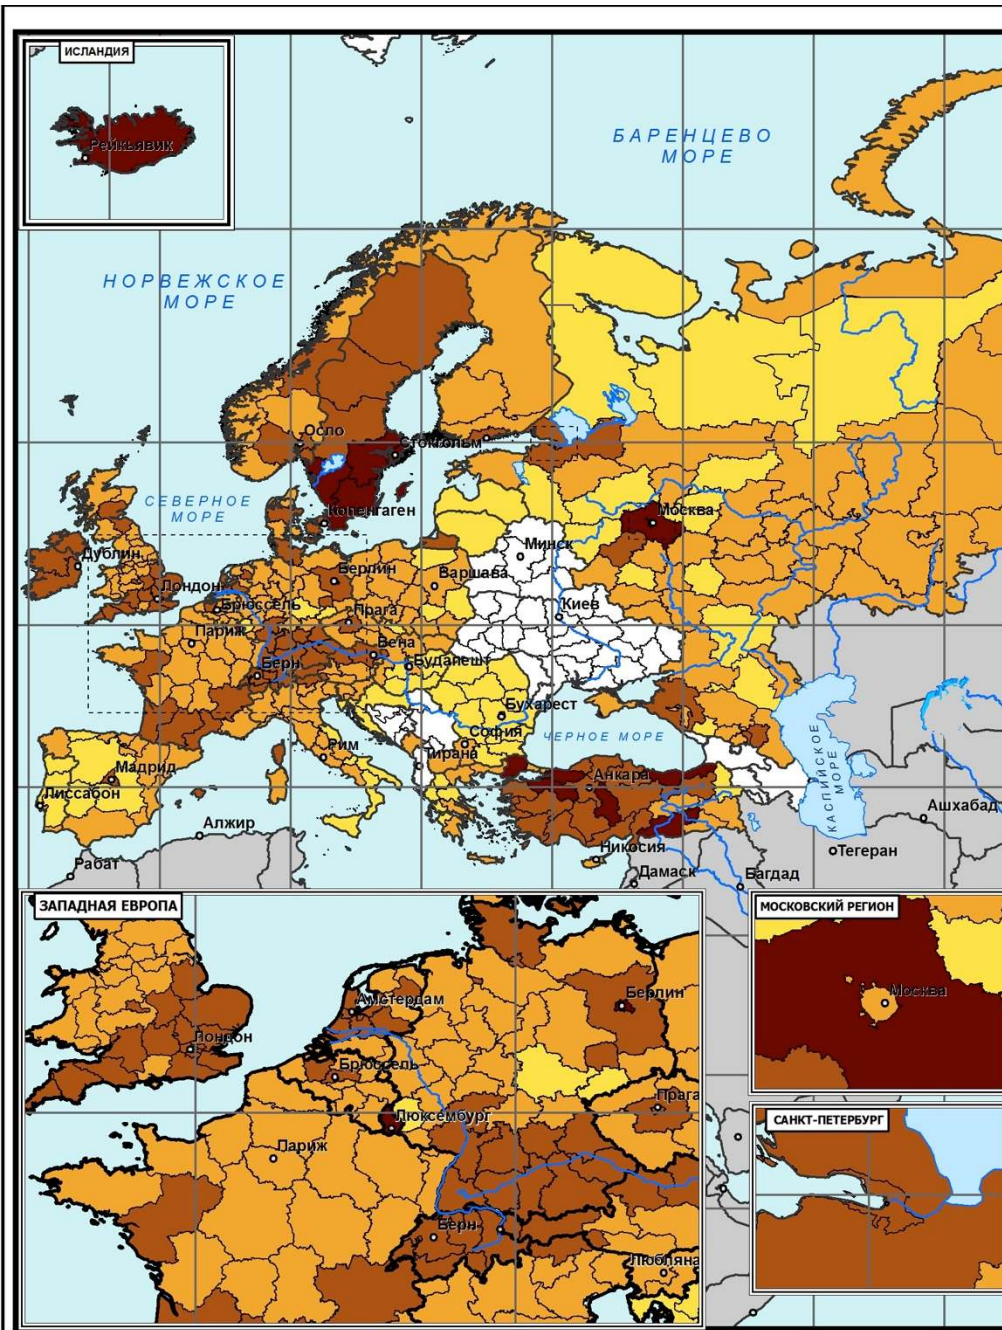 ИСЛАНДИЯ
Рейкьявик
БАРЕНЦЕВО
МОРЕ
НОРВЕЖСКОЕ
МОРЕ
Осло
Стокгольм
СЕВЕРНОЕ
МОРЕ
Копенгаген
Москва
Дублин
Минск
Лондон
Берлин
Варшава
Брюссель
Прага
Киев
Париж
Вена
Берн
Будапешт
Бухарест
София
ЧЕРНОЕ МОРЕ
Рим
Тирана
Мадрид
Анкара
КАСПИЙСКОЕ
МОРЕ
Лиссабон
Ашхабад
Алжир
Никосия
Тегеран
Рабат
Дамаск
Багдад
ЗАПАДНАЯ ЕВРОПА
Амстердам
Берлин
Лондон
Брюссель
Прага
Люксембург
Париж
Берн
Любляна
МОСКОВСКИЙ РЕГИОН
Москва
САНКТ-ПЕТЕРБУРГ